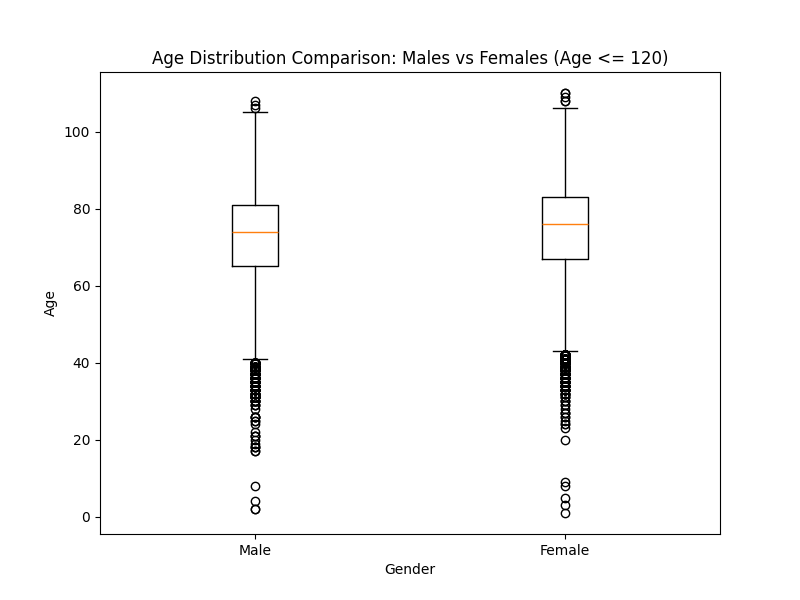 Age Distribution Comparison: Males vs Females (Age <= 120)
100
80
60
40
20
0
Age
Male
Female
Gender